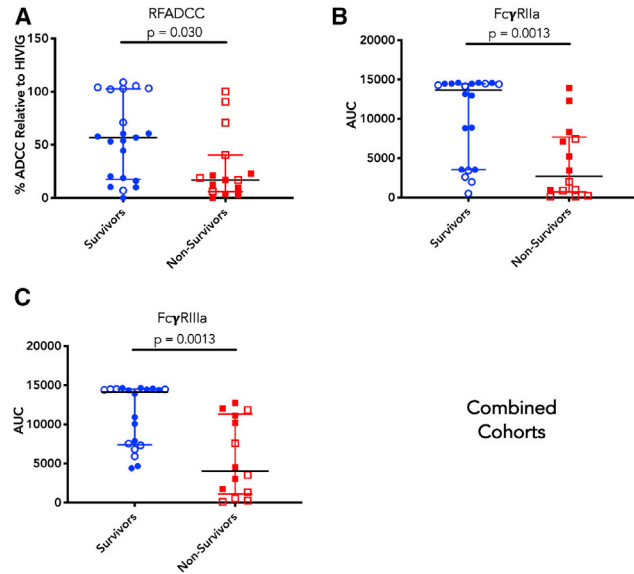 A
RFADCC
p = 0.030
% ADCC Relative to HIVIG
150
100
50
0
Survivors
Non-Survivors
B
FcγRIIa
p = 0.0013
AUC
20000
15000
10000
5000
0
Survivors
Non-Survivors
C
FcγRIIIa
p = 0.0013
AUC
20000
15000
10000
5000
0
Survivors
Non-Survivors
Combined
Cohorts